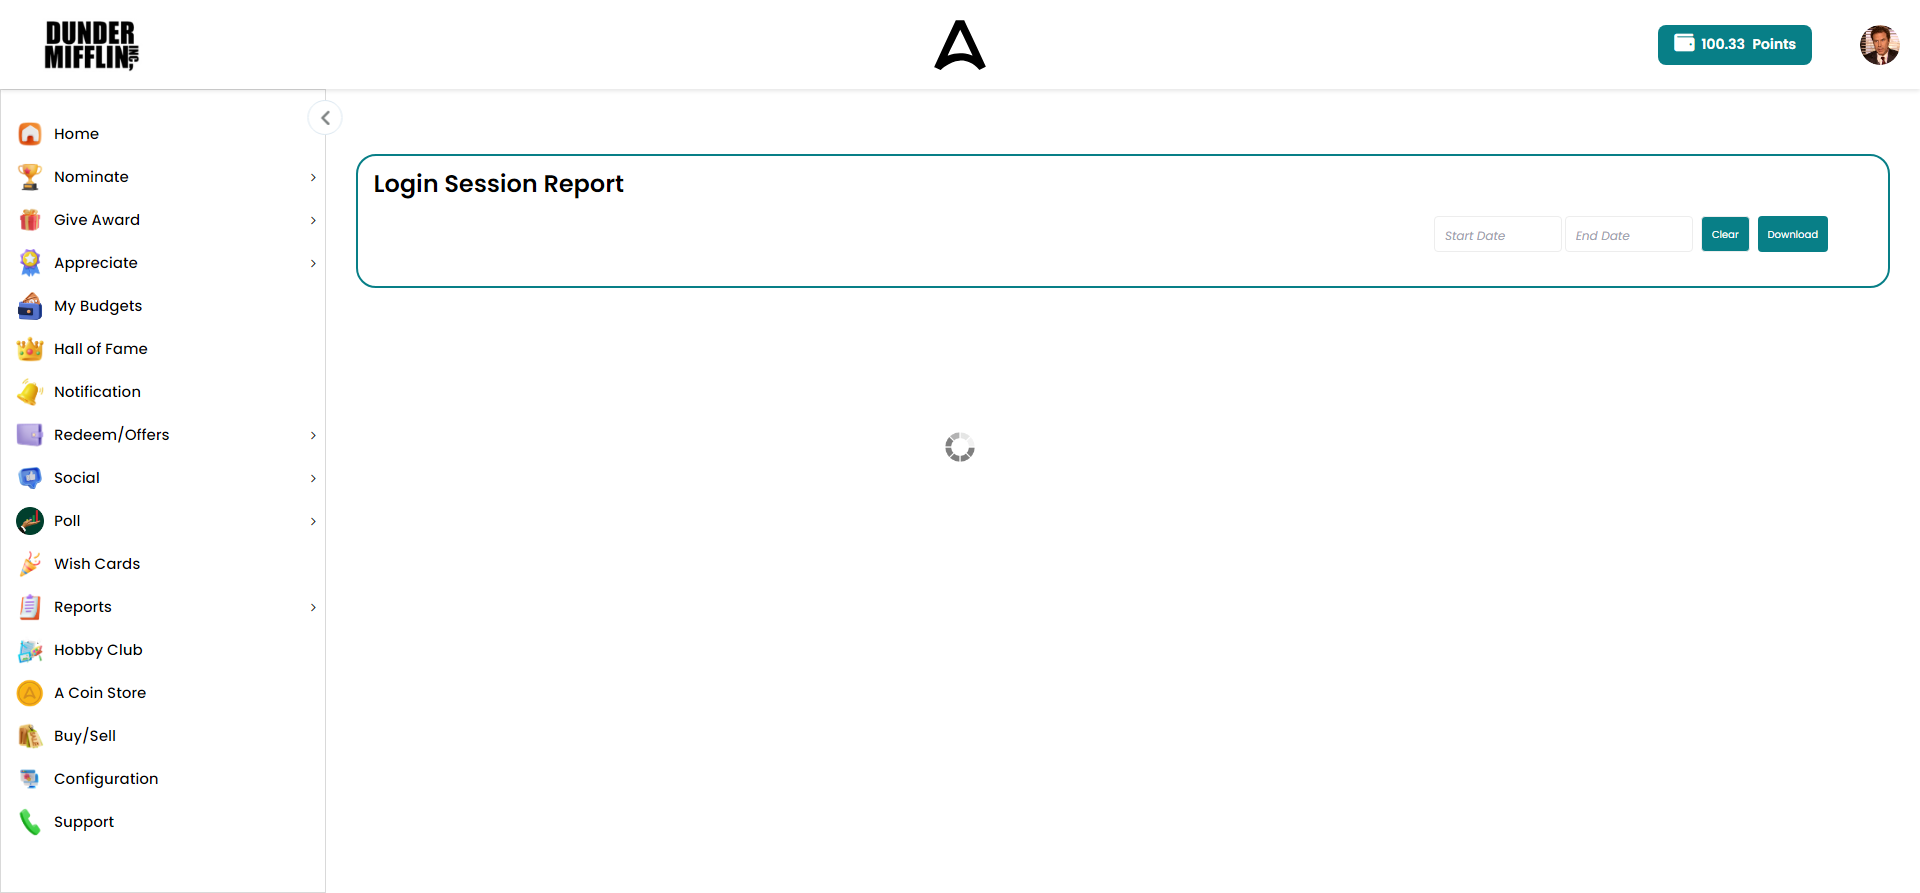 DUNDER
MIFFLIN INC,
100.33 Points
Home
Nominate
Give Award
Appreciate
My Budgets
Hall of Fame
Notification
Redeem/Offers
Social
Poll
Wish Cards
Reports
Hobby Club
A Coin Store
Buy/Sell
Configuration
Support
Login Session Report
Start Date End Date Clear Download